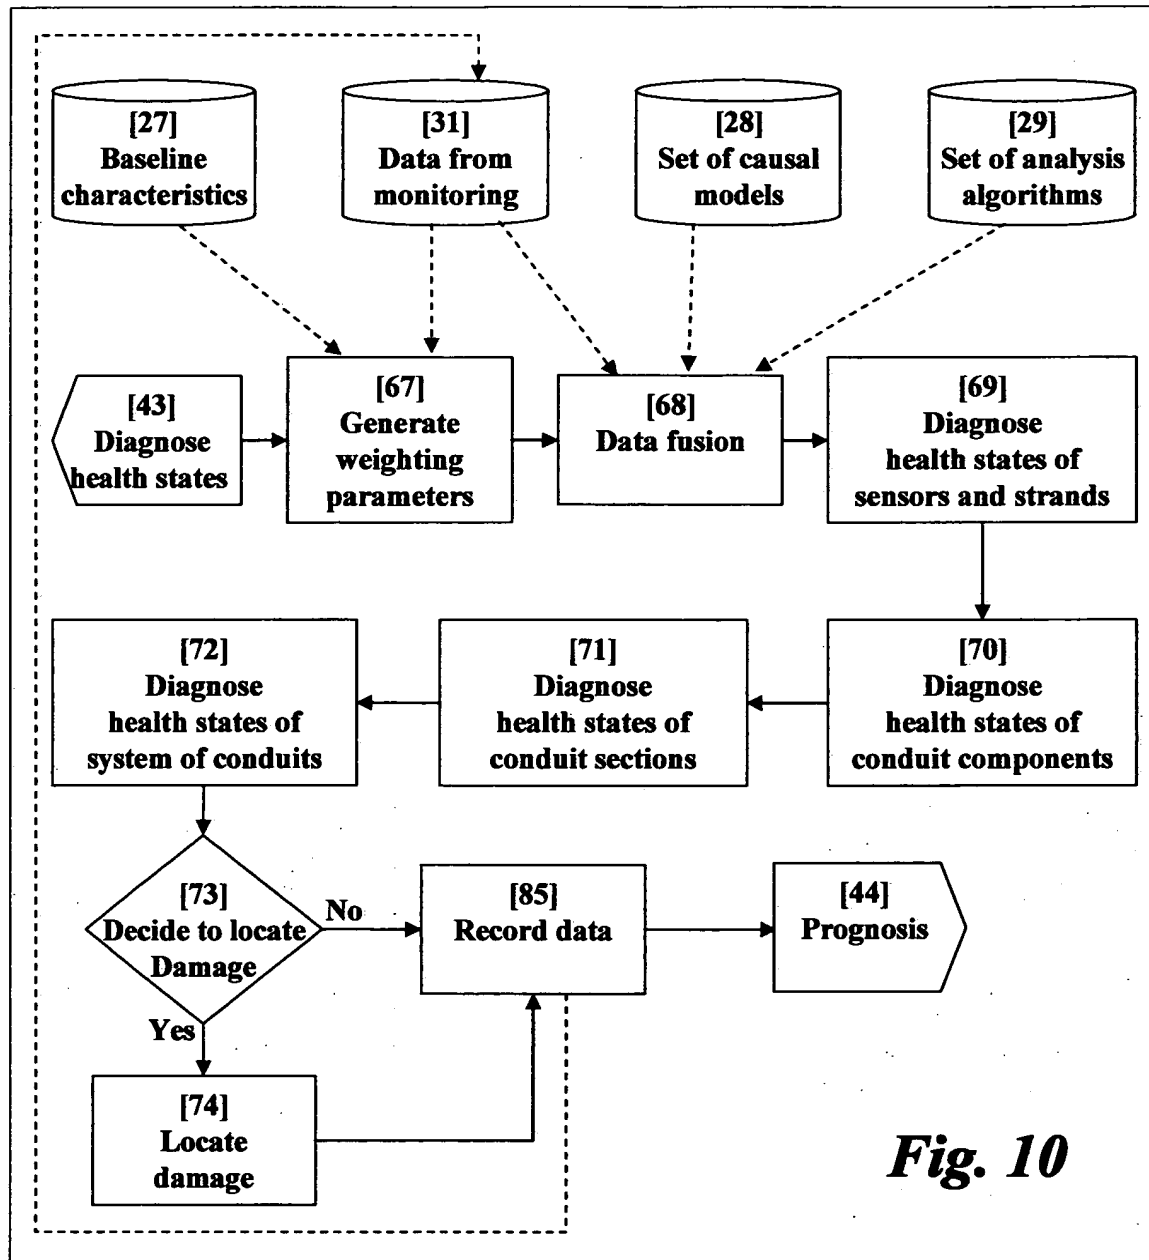 [27]
Baseline
characteristics
[31]
Data from
monitoring
[28]
Set of causal
models
[29]
Set of analysis
algorithms
[43]
Diagnose
health states
[67]
Generate
weighting
parameters
[68]
Data fusion
[69]
Diagnose
health states of
sensors and strands
[72]
Diagnose
health states of
system of conduits
[71]
Diagnose
health states of
conduit sections
[70]
Diagnose
health states of
conduit components
[73]
Decide to locate
Damage
No
Yes
[85]
Record data
[44]
Prognosis
[74]
Locate
damage
Fig. 10